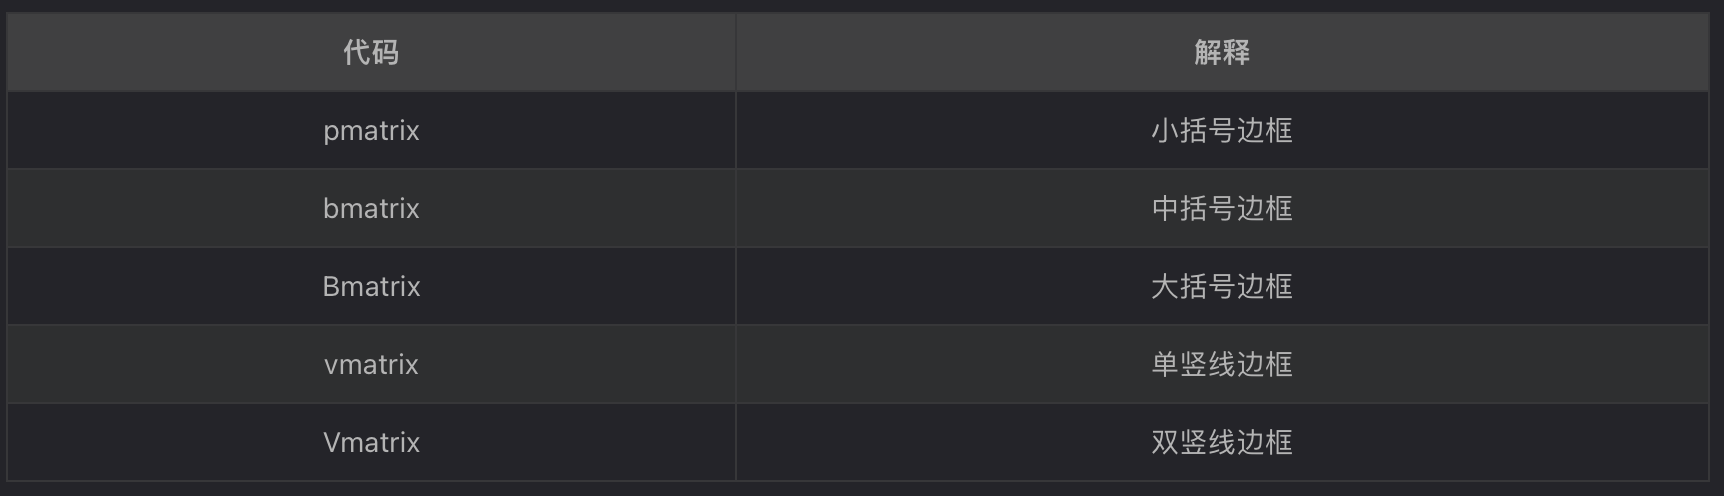 代码 解释
pmatrix 小括号边框
bmatrix 中括号边框
Bmatrix 大括号边框
vmatrix 单竖线边框
Vmatrix 双竖线边框